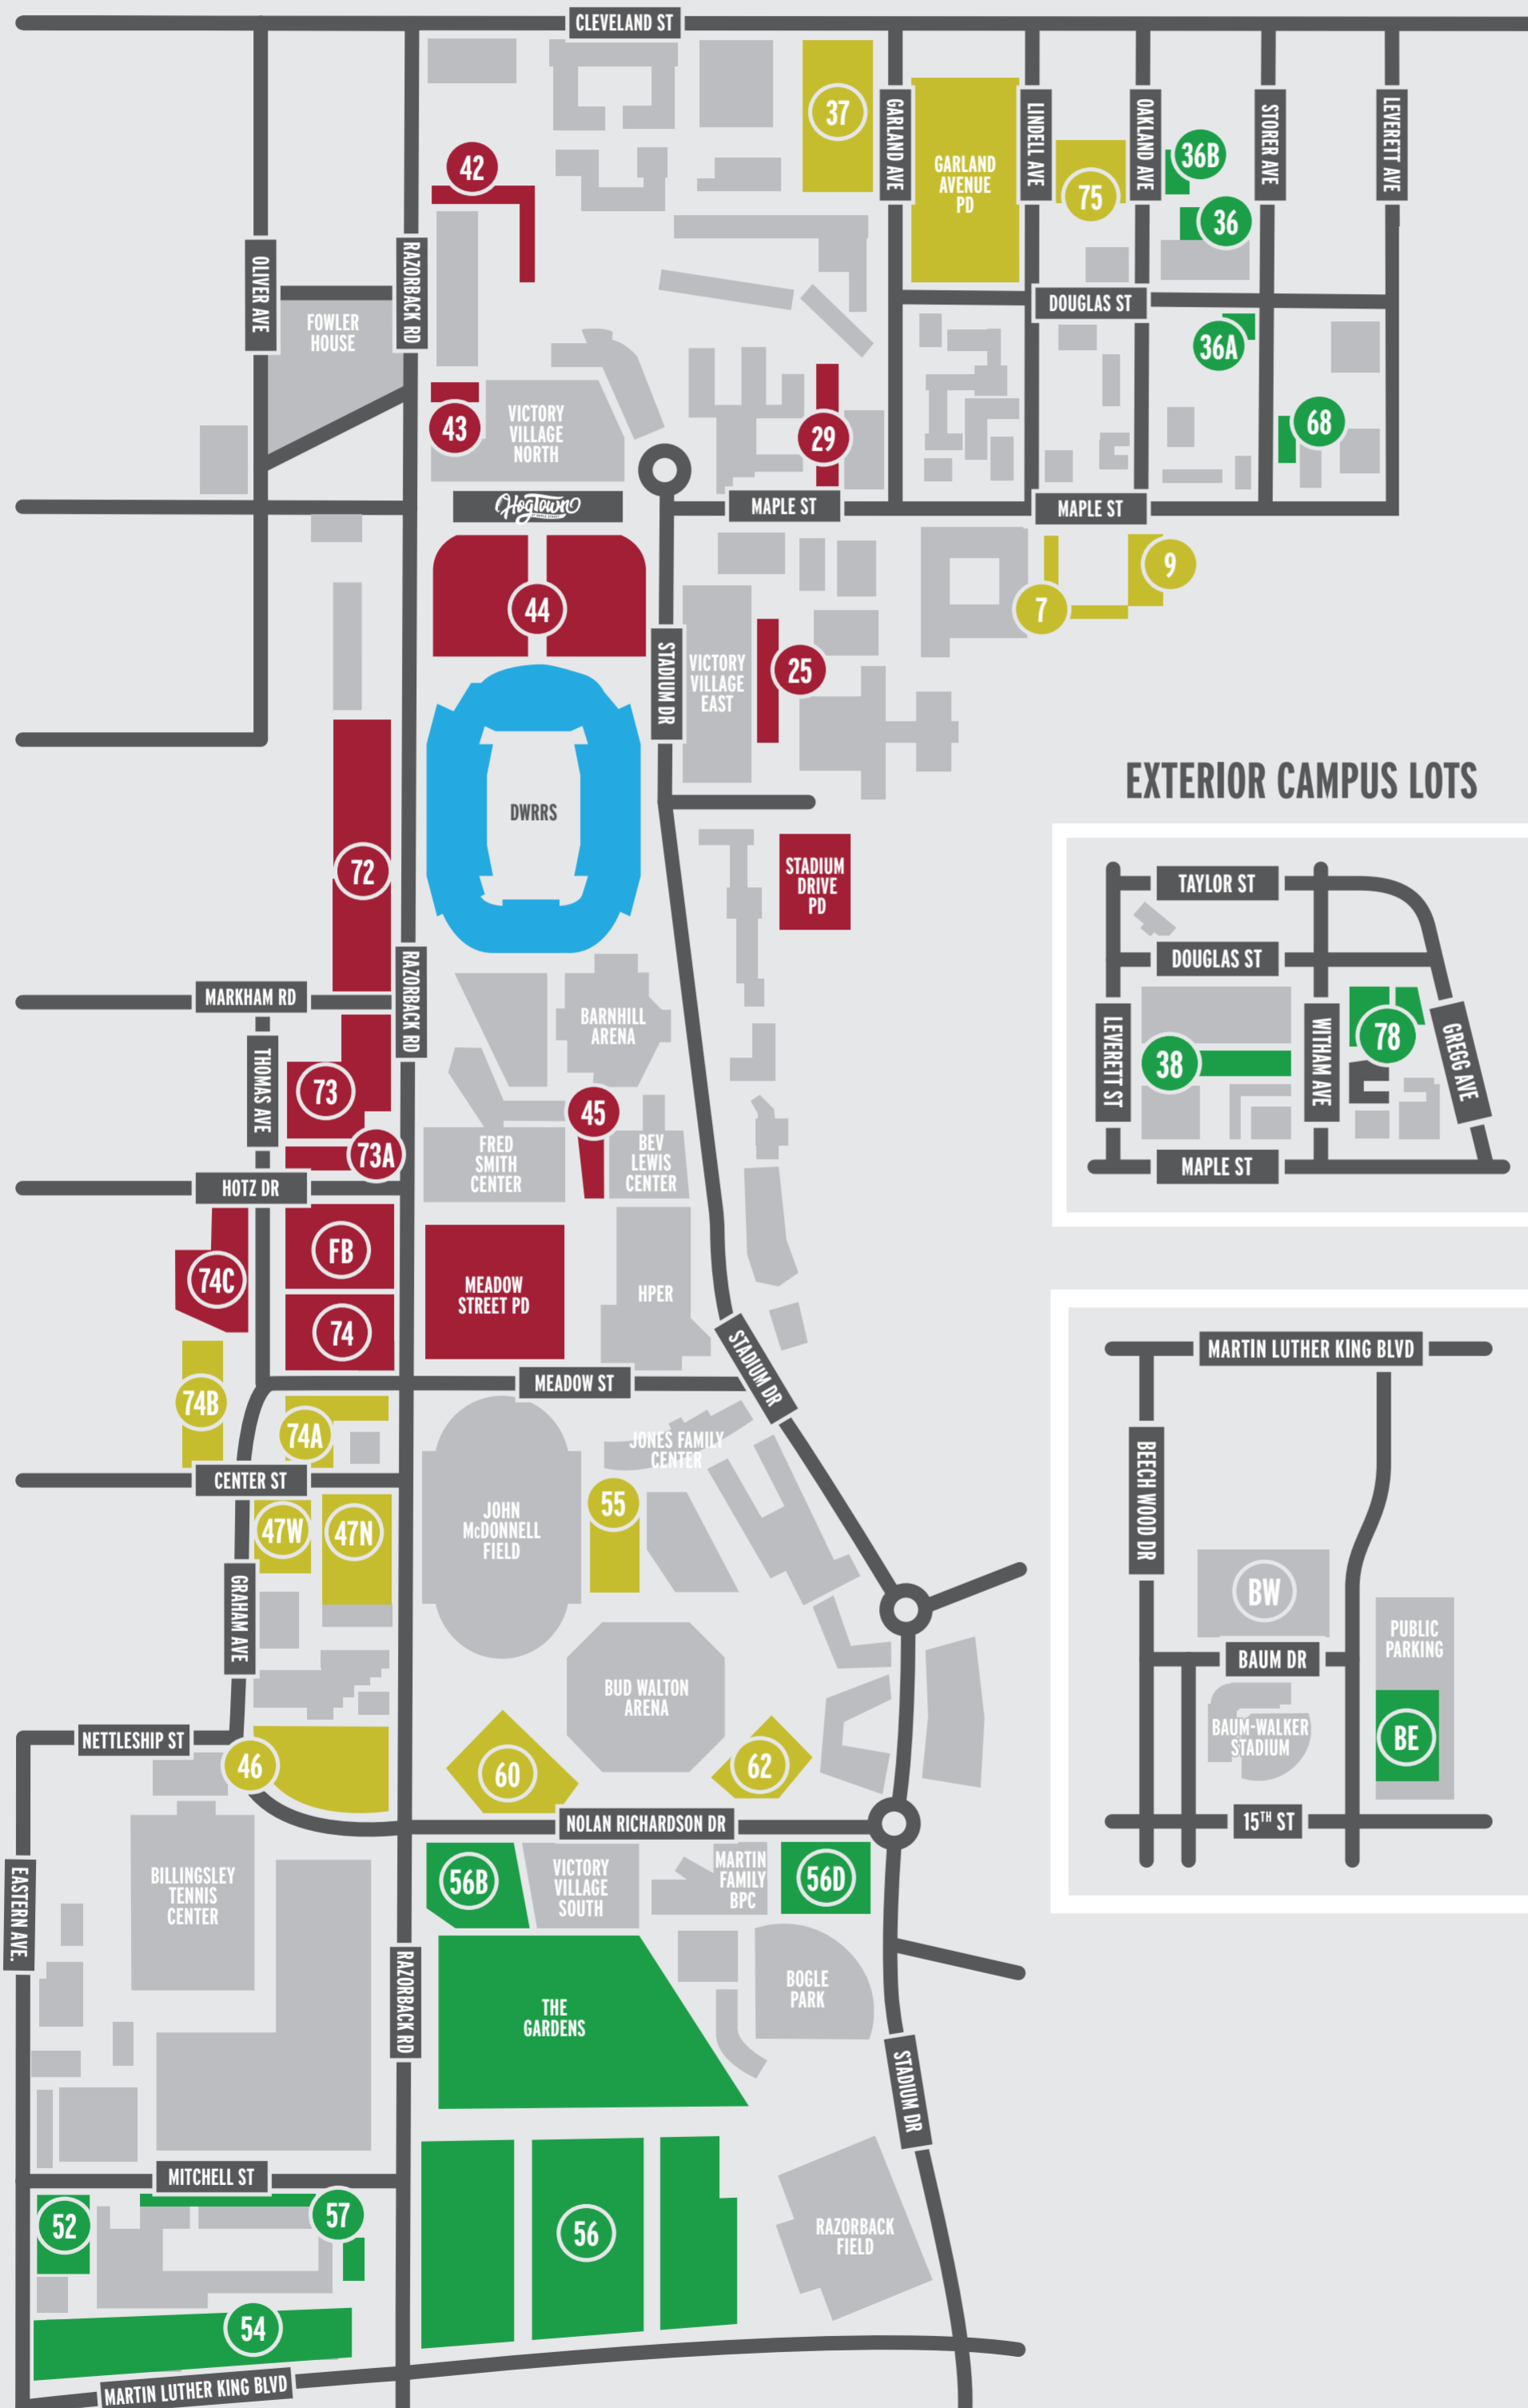 CLEVELAND ST
37
GARLAND AVE
GARLAND
AVENUE
PD
LINDELL AVE
75
OAKLAND AVE
36B
36
STORER AVE
LEVERETT AVE
42
OLIVER AVE
RAZORBACK RD
FOWLER
HOUSE
DOUGLAS ST
36A
68
43
VICTORY
VILLAGE
NORTH
29
Hogtown
MAPLE ST
MAPLE ST
44
7
9
STADIUM DR
VICTORY
VILLAGE
EAST
25
DWRRS
72
STADIUM
DRIVE
PD
EXTERIOR CAMPUS LOTS
TAYLOR ST
DOUGLAS ST
LEVERETT ST
38
WITHAM AVE
78
GREGG AVE
MAPLE ST
MARKHAM RD
RAZORBACK RD
BARNHILL
ARENA
THOMAS AVE
73
73A
45
FRED
SMITH
CENTER
BEV
LEWIS
CENTER
HOTZ DR
74C
FB
74
MEADOW
STREET PD
HPER
STADIUM DR
MEADOW ST
74B
74A
JONES FAMILY
CENTER
CENTER ST
47W
47N
JOHN
McDONNELL
FIELD
55
GRAHAM AVE
BUD WALTON
ARENA
NETTLESHIP ST
46
60
62
MARTIN LUTHER KING BLVD
BEECH WOOD DR
BW
PUBLIC
PARKING
BAUM DR
BAUM-WALKER
STADIUM
BE
15TH ST
NOLAN RICHARDSON DR
EASTERN AVE.
BILLINGSLEY
TENNIS
CENTER
56B
VICTORY
VILLAGE
SOUTH
MARTIN
FAMILY
BPC
56D
RAZORBACK RD
THE
GARDENS
BOGLE
PARK
STADIUM DR
MITCHELL ST
52
57
56
RAZORBACK
FIELD
54
MARTIN LUTHER KING BLVD